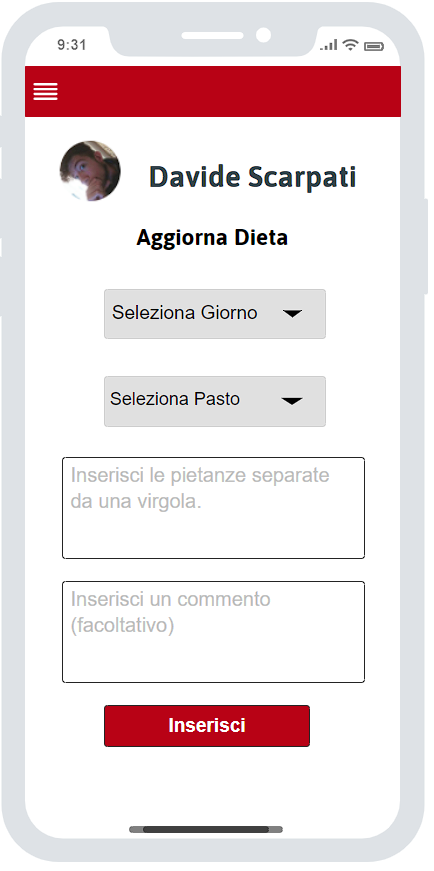 9:31
Davide Scarpati
Aggiorna Dieta
Seleziona Giorno
Seleziona Pasto
Inserisci le pietanze separate
da una virgola.
Inserisci un commento
(facoltativo)
Inserisci